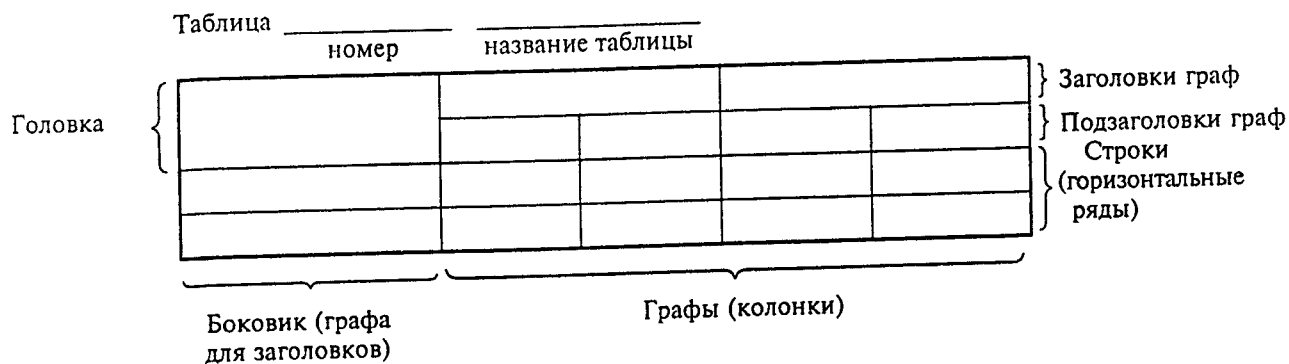 Таблица
номер название таблицы
Заголовки граф
Головка
Подзаголовки граф
Строки
(горизонтальные
ряды)
Боковик (графа
для заголовков)
Графы (колонки)